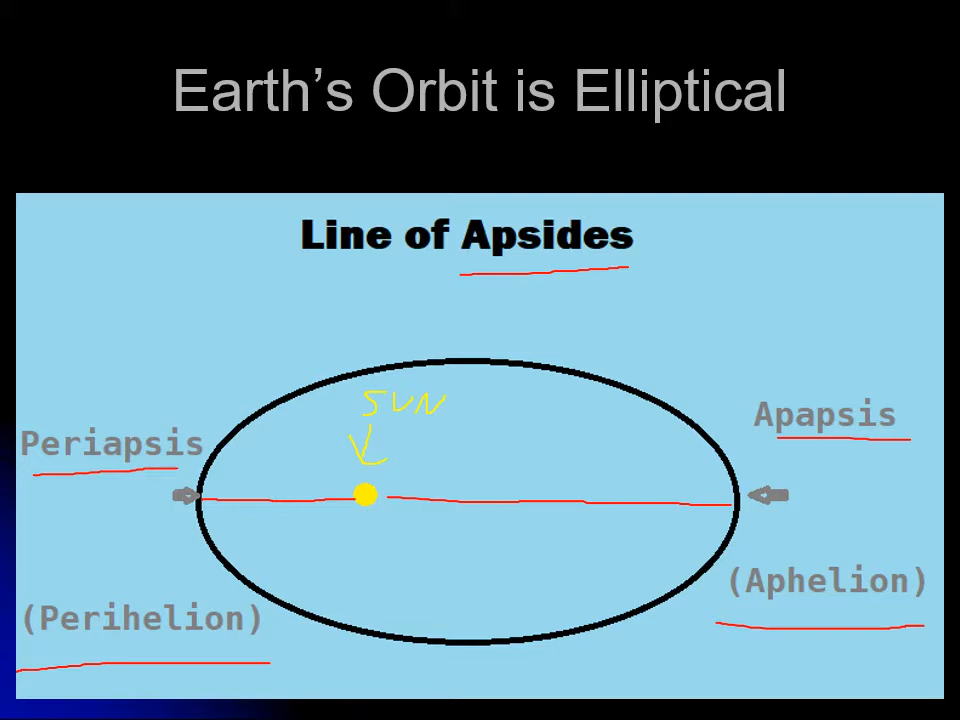 Earth’s Orbit is Elliptical
Line of Apsides
SUN
Apapsis
Periapsis
(Aphelion)
(Perihelion)